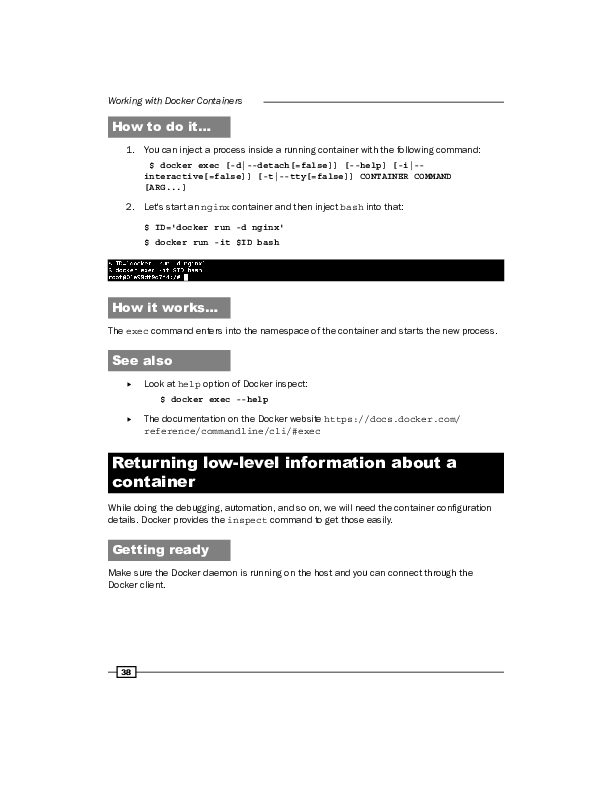 Working with Docker Containers
How to do it…
1. You can inject a process inside a running container with the following command:
$ docker exec [-d|--detach[=false]] [--help] [-i|--
interactive[=false]] [-t|--tty[=false]] CONTAINER COMMAND
[ARG...]
2. Let's start an nginx container and then inject bash into that:
$ ID='docker run -d nginx'
$ docker run -it $ID bash
$ docker exec -it $ID bash
How it works…
The exec command enters into the namespace of the container and starts the new process.
See also
▸ Look at help option of Docker inspect:
$ docker exec --help
▸ The documentation on the Docker website https://docs.docker.com/
reference/commandline/cli/#exec
Returning low-level information about a
container
While doing the debugging, automation, and so on, we will need the container configuration
details. Docker provides the inspect command to get those easily.
Getting ready
Make sure the Docker daemon is running on the host and you can connect through the
Docker client.
38